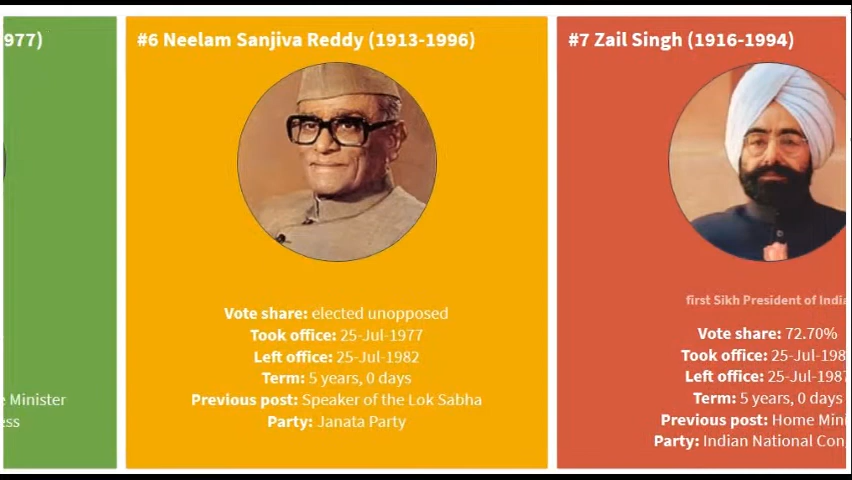 977)
e Minister
ess
#6 Neelam Sanjiva Reddy (1913-1996)
Vote share: elected unopposed
Took office: 25-Jul-1977
Left office: 25-Jul-1982
Term: 5 years, 0 days
Previous post: Speaker of the Lok Sabha
Party: Janata Party
#7 Zail Singh (1916-1994)
first Sikh President of India
Vote share: 72.70%
Took office: 25-Jul-198
Left office: 25-Jul-1987
Term: 5 years, 0 days
Previous post: Home Mini
Party: Indian National Con